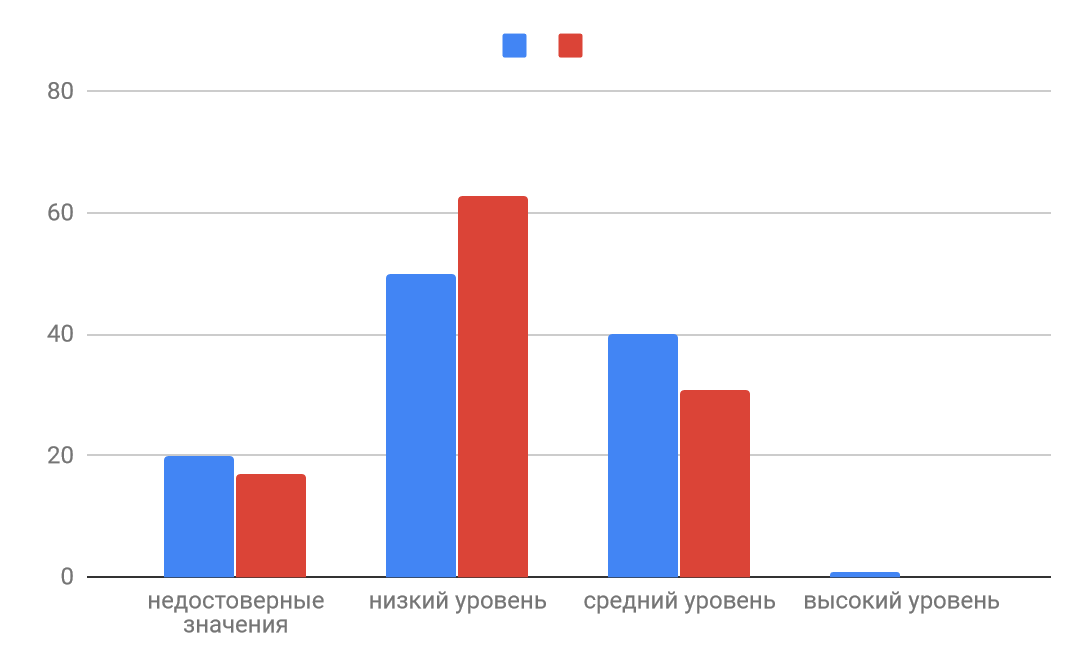 80
60
40
20
0
недостоверные
значения
низкий уровень
средний уровень
высокий уровень